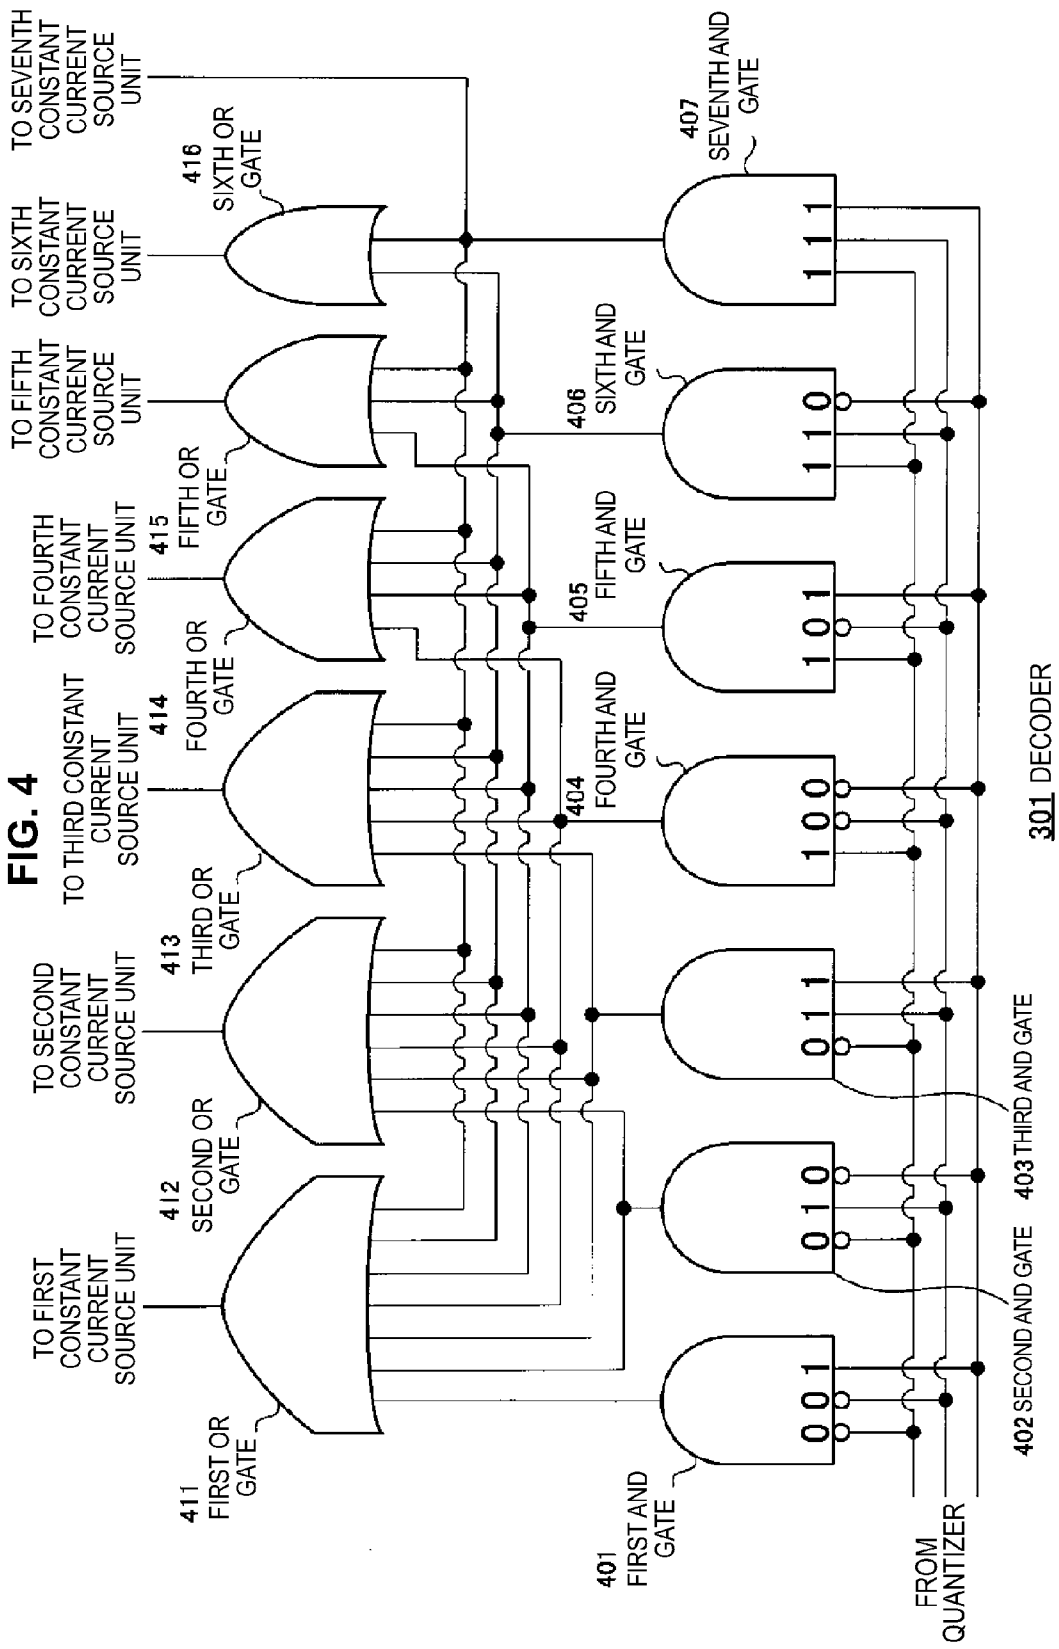 FIG. 4
TO FIRST
CONSTANT
CURRENT
SOURCE UNIT
TO SECOND
CONSTANT
CURRENT
SOURCE UNIT
TO THIRD CONSTANT
CURRENT
SOURCE UNIT
TO FOURTH
CONSTANT
CURRENT
SOURCE UNIT
TO FIFTH
CONSTANT
CURRENT
SOURCE
UNIT
TO SIXTH
CONSTANT
CURRENT
SOURCE
UNIT
TO SEVENTH
CONSTANT
CURRENT
SOURCE
UNIT
411
FIRST OR
GATE
412
SECOND OR
GATE
413
THIRD OR
GATE
414
FOURTH OR
GATE
415
FIFTH OR
GATE
416
SIXTH OR
GATE
401
FIRST AND
GATE
404
FOURTH AND
GATE
405
FIFTH AND
GATE
406
SIXTH AND
GATE
407
SEVENTH AND
GATE
0 0 1
0 1 0
0 1 1
1 0 0
1 0 1
1 1 0
1 1 1
FROM
QUANTIZER
402 SECOND AND GATE
403 THIRD AND GATE
301 DECODER